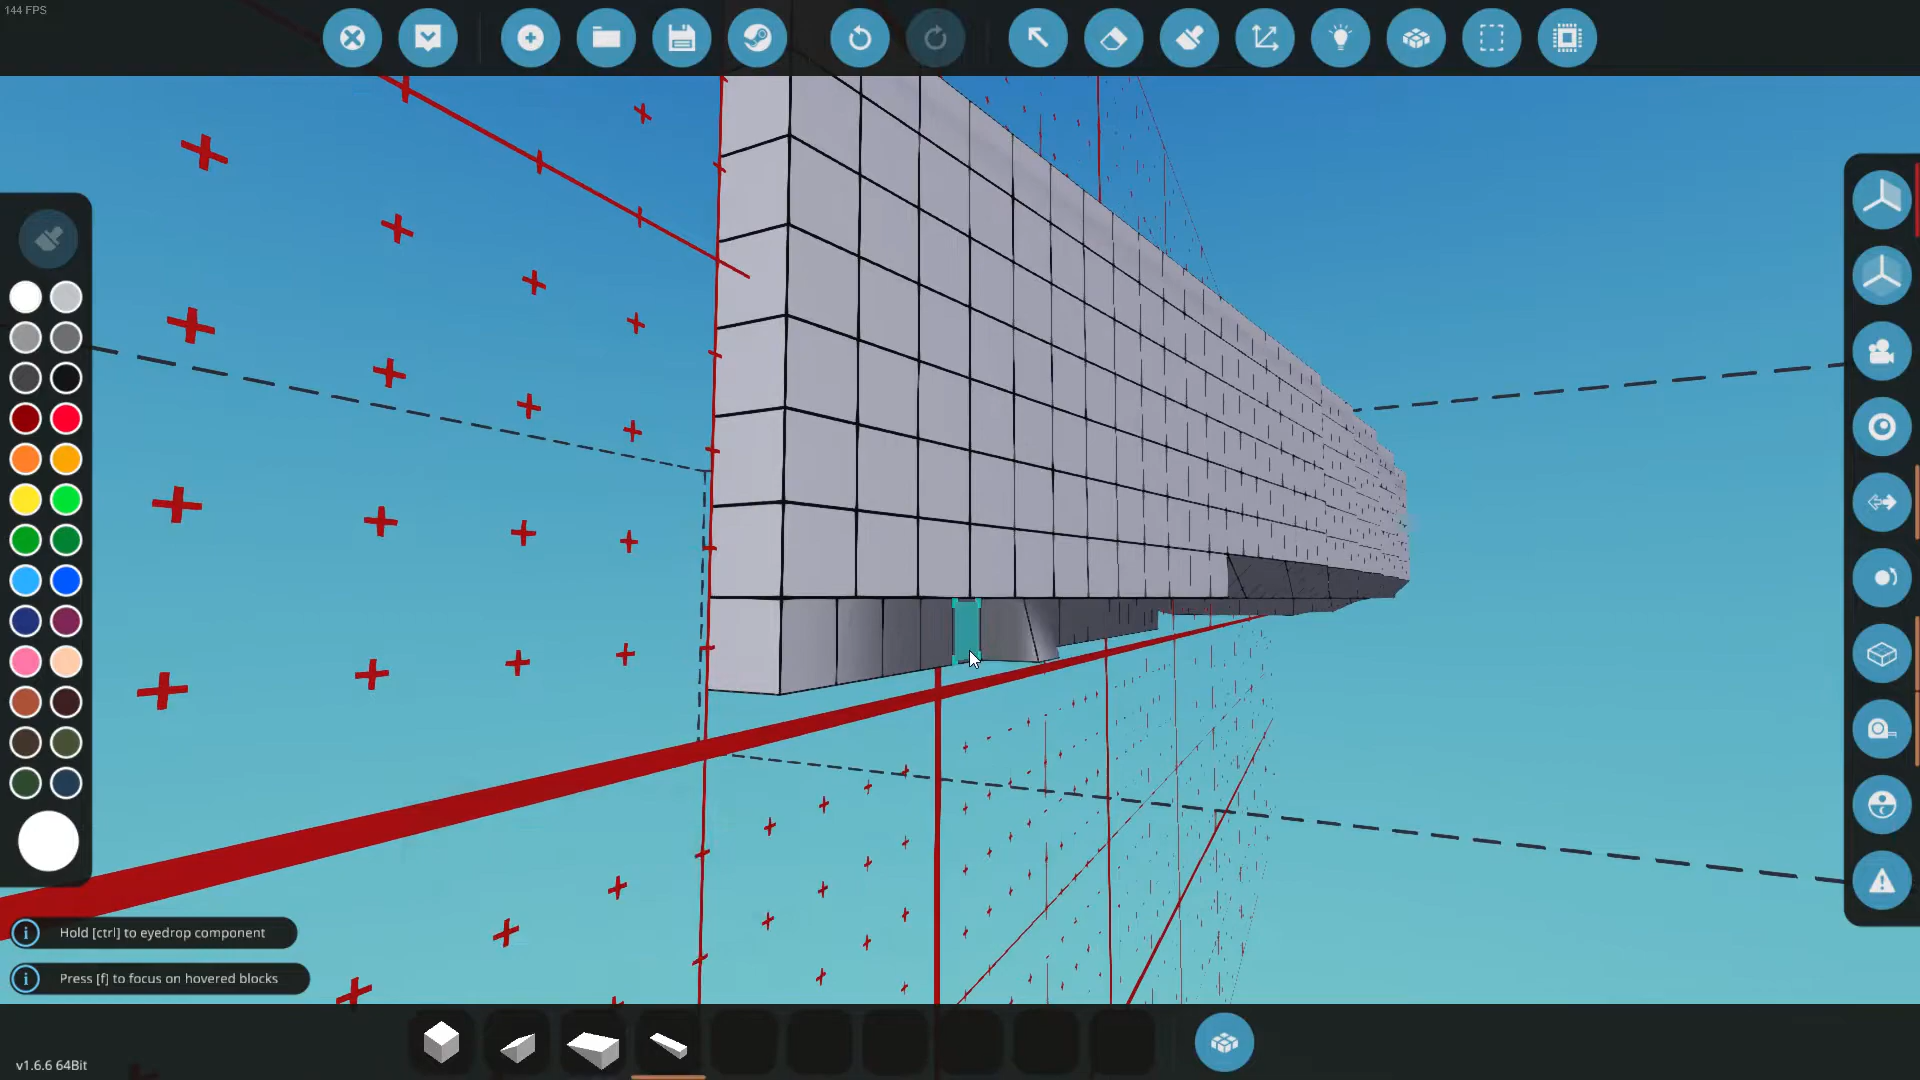 144 FPS
Hold [ctrl] to eyedrop component
Press [f] to focus on hovered blocks
v1.6.6 64Bit